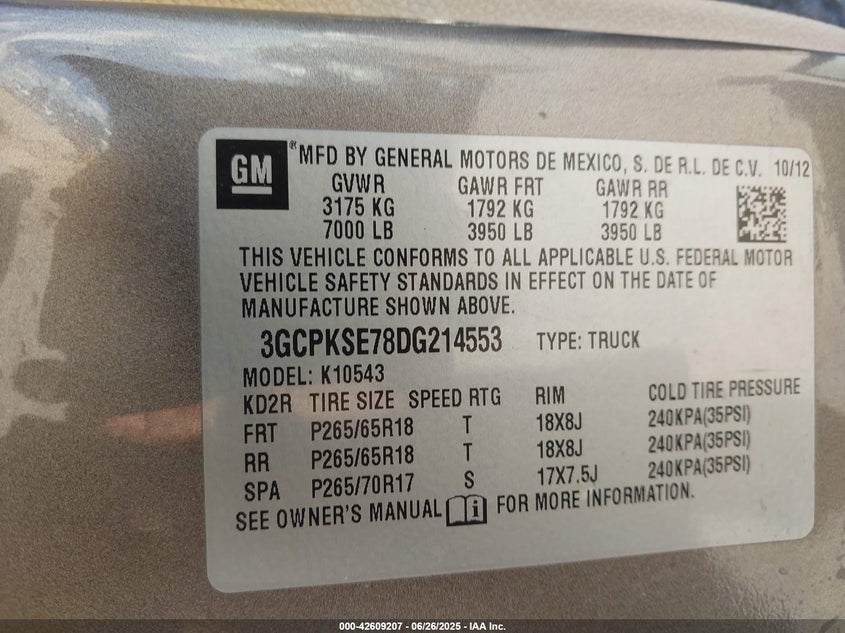 GM ® MFD BY GENERAL MOTORS DE MEXICO, S. DE R.L. DE C.V. 10/12
GVWR GAWR FRT GAWR RR
3175 KG 1792 KG 1792 KG
7000 LB 3950 LB 3950 LB
THIS VEHICLE CONFORMS TO ALL APPLICABLE U.S. FEDERAL MOTOR
VEHICLE SAFETY STANDARDS IN EFFECT ON THE DATE OF
MANUFACTURE SHOWN ABOVE.
3GCPKSE78DG214553 TYPE: TRUCK
MODEL: K10543
KD2R TIRE SIZE SPEED RTG RIM COLD TIRE PRESSURE
FRT P265/65R18 T 18X8J 240KPA(35PSI)
RR P265/65R18 T 18X8J 240KPA(35PSI)
SPA P265/70R17 S 17X7.5J 240KPA(35PSI)
SEE OWNER'S MANUAL FOR MORE INFORMATION.
000-42609207 - 06/26/2025 - IAA Inc.